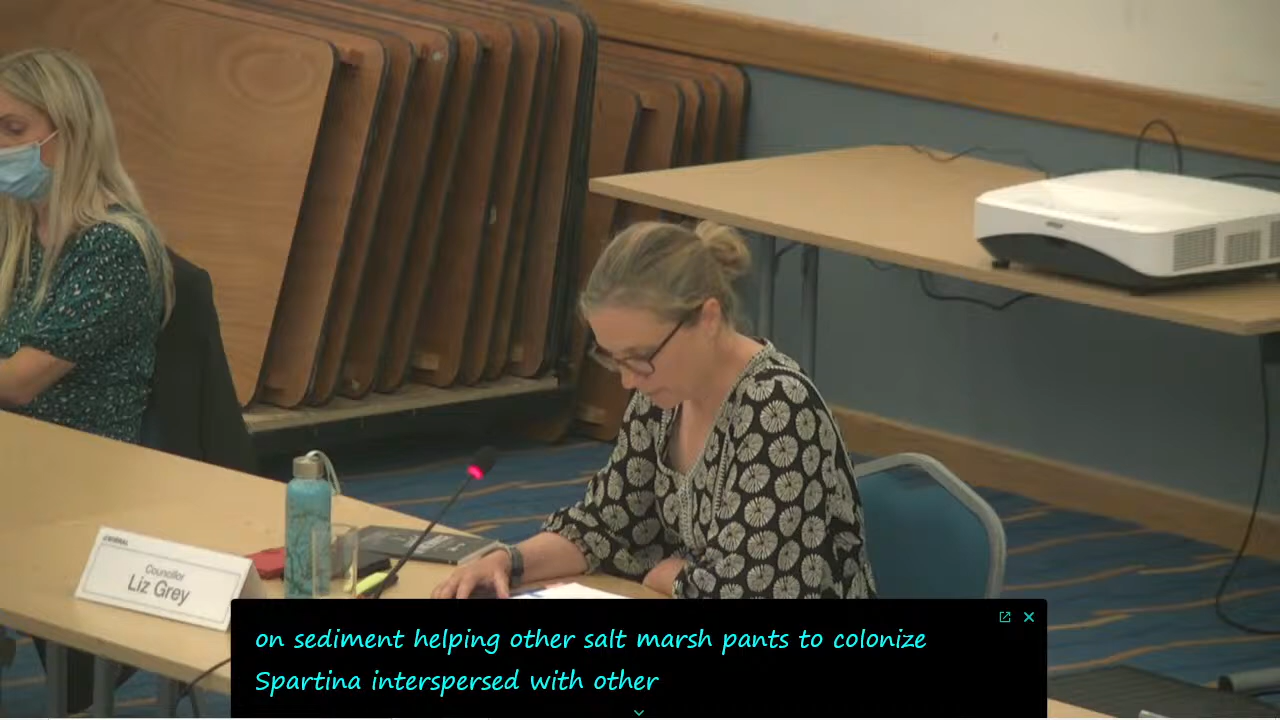 Councillor
Liz Grey
on sediment helping other salt marsh pants to colonize
Spartina interspersed with other